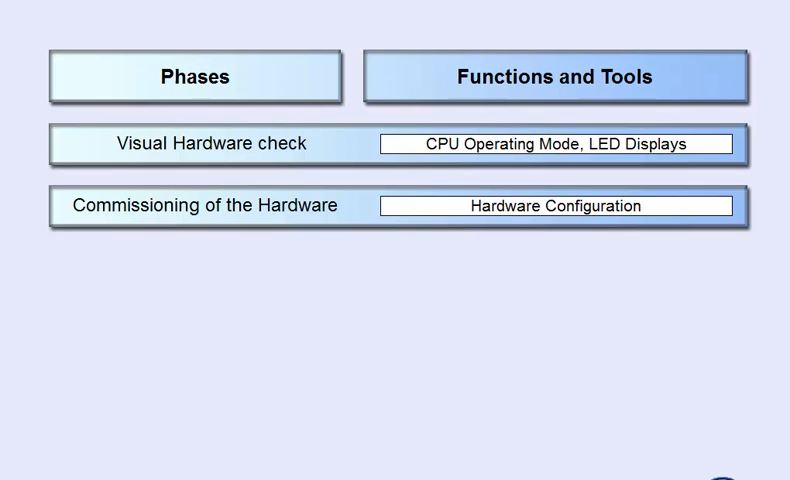 Phases
Functions and Tools
Visual Hardware check
CPU Operating Mode, LED Displays
Commissioning of the Hardware
Hardware Configuration